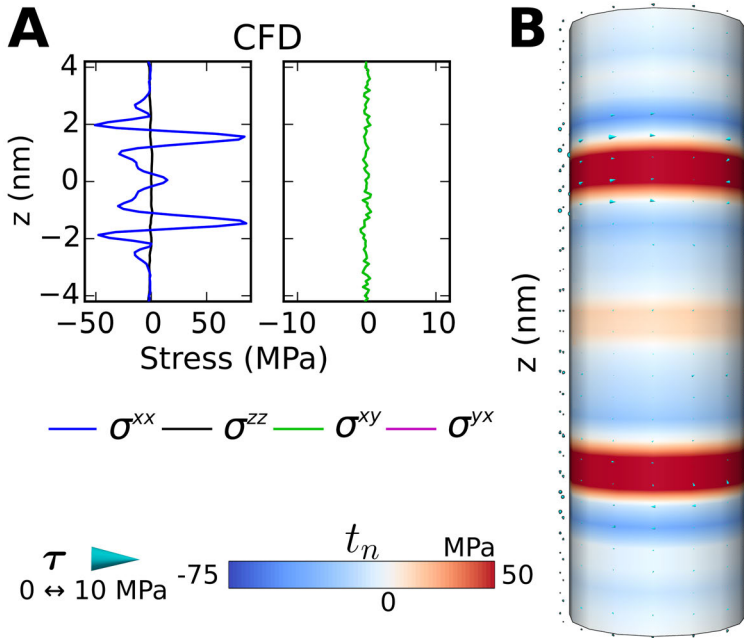 A
CFD
B
4
2
0
−2
−4
z (nm)
−50 0 50
−10 0 10
Stress (MPa)
z (nm)
σxx σzz σxy σyx
τ
0 ↔ 10 MPa
tn
MPa
-75
50
0